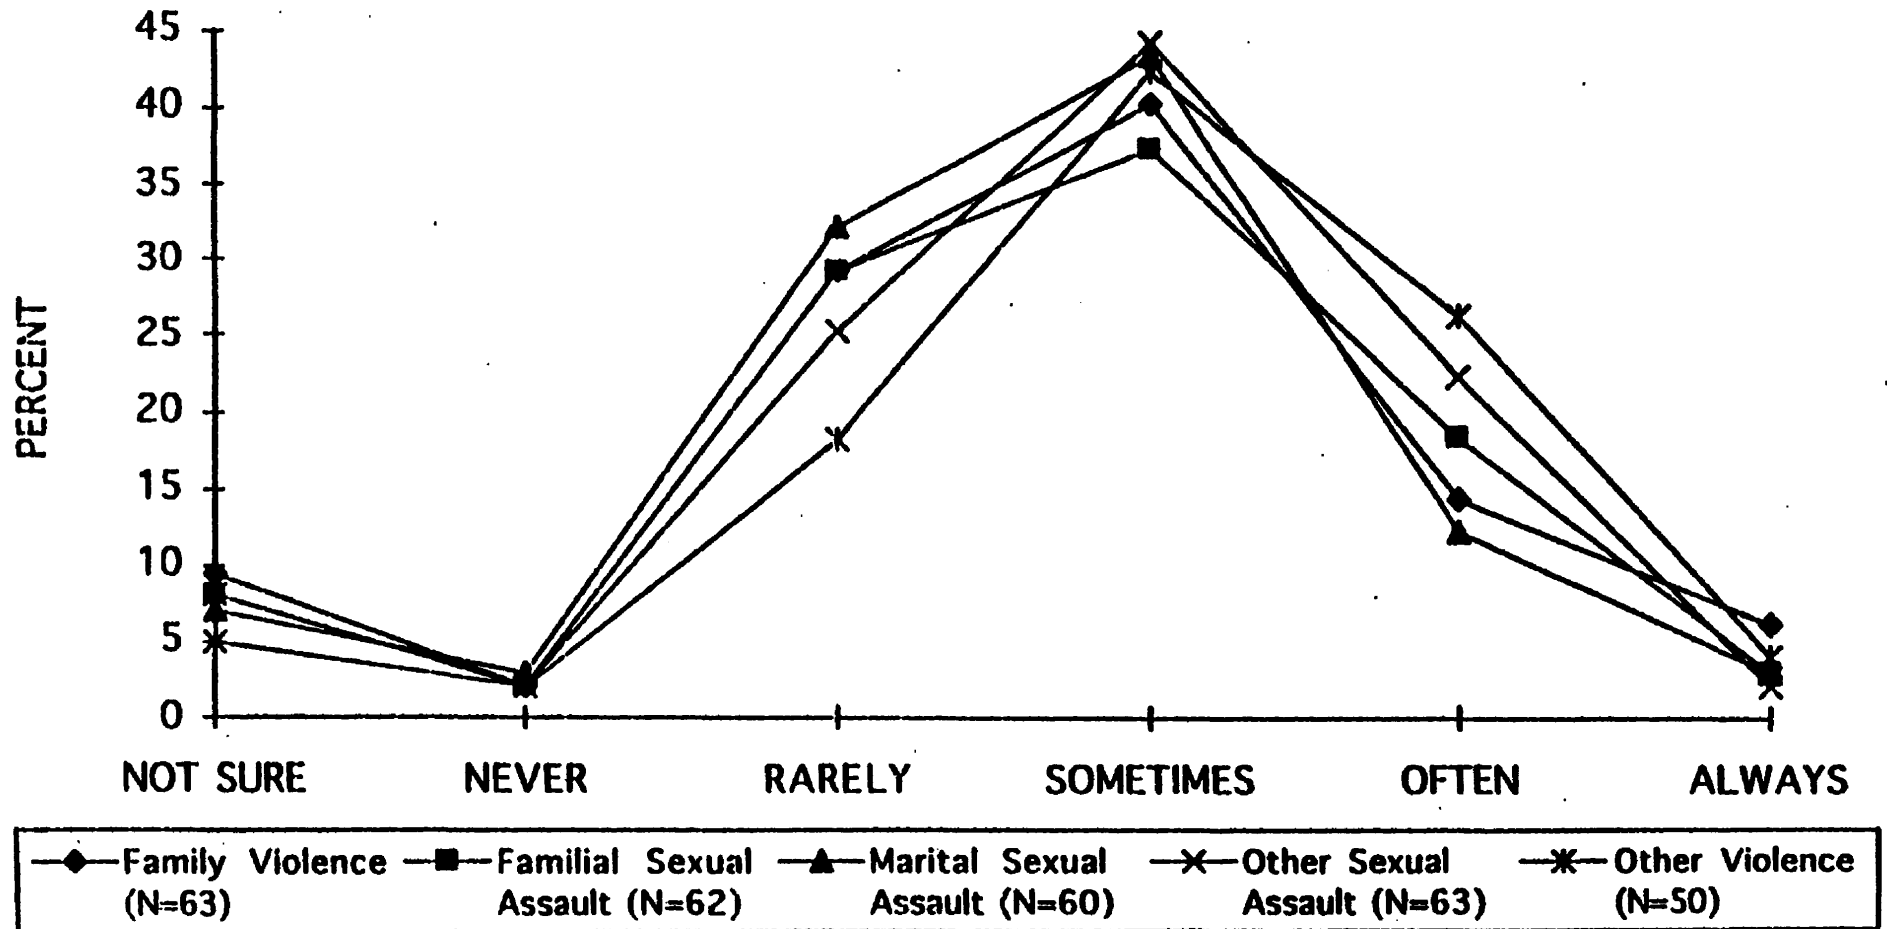 45
40
35
30
25
20
15
10
5
0
PERCENT
NOT SURE NEVER RARELY SOMETIMES OFTEN ALWAYS
Family Violence Familial Sexual Marital Sexual Other Sexual Other Violence
(N=63) Assault (N=62) Assault (N=60) Assault (N=63) (N=50)